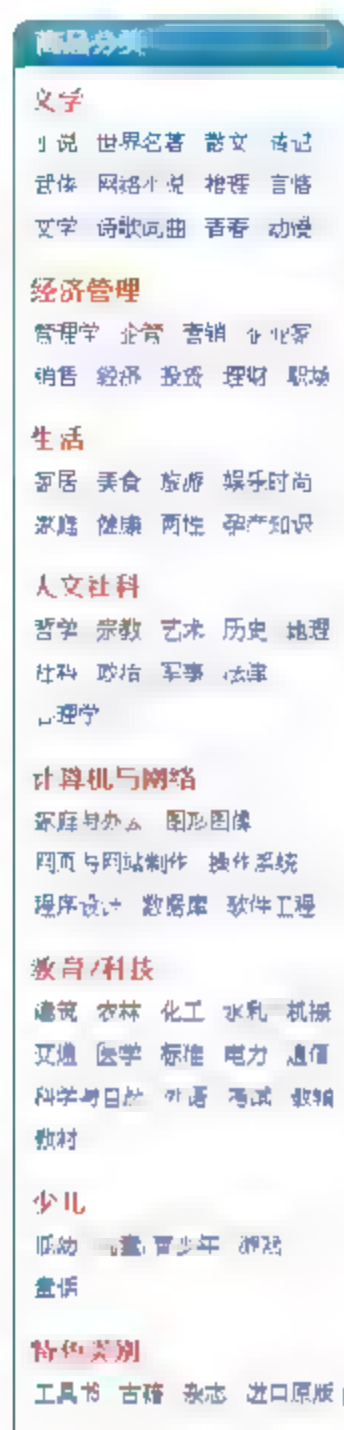 商品分类
文学
小说 世界名著 散文 传记
武侠 网络小说 推理 言情
文学 诗歌词曲 青春 动漫
经济管理
管理学 企管 营销 企业家
销售 经济 投资 理财 职场
生活
家居 美食 旅游 娱乐时尚
家庭 健康 两性 孕产知识
人文社科
哲学 宗教 艺术 历史 地理
社科 政治 军事 法律
心理学
计算机与网络
家庭与办公 图形图像
网页与网站制作 操作系统
程序设计 数据库 软件工程
教育/科技
建筑 农林 化工 水利 机械
交通 医学 标准 电力 通信
科学与自然 外语 考试 教辅
教材
少儿
低幼 儿童 青少年 游戏
童话
特色类别
工具书 古籍 杂志 进口原版